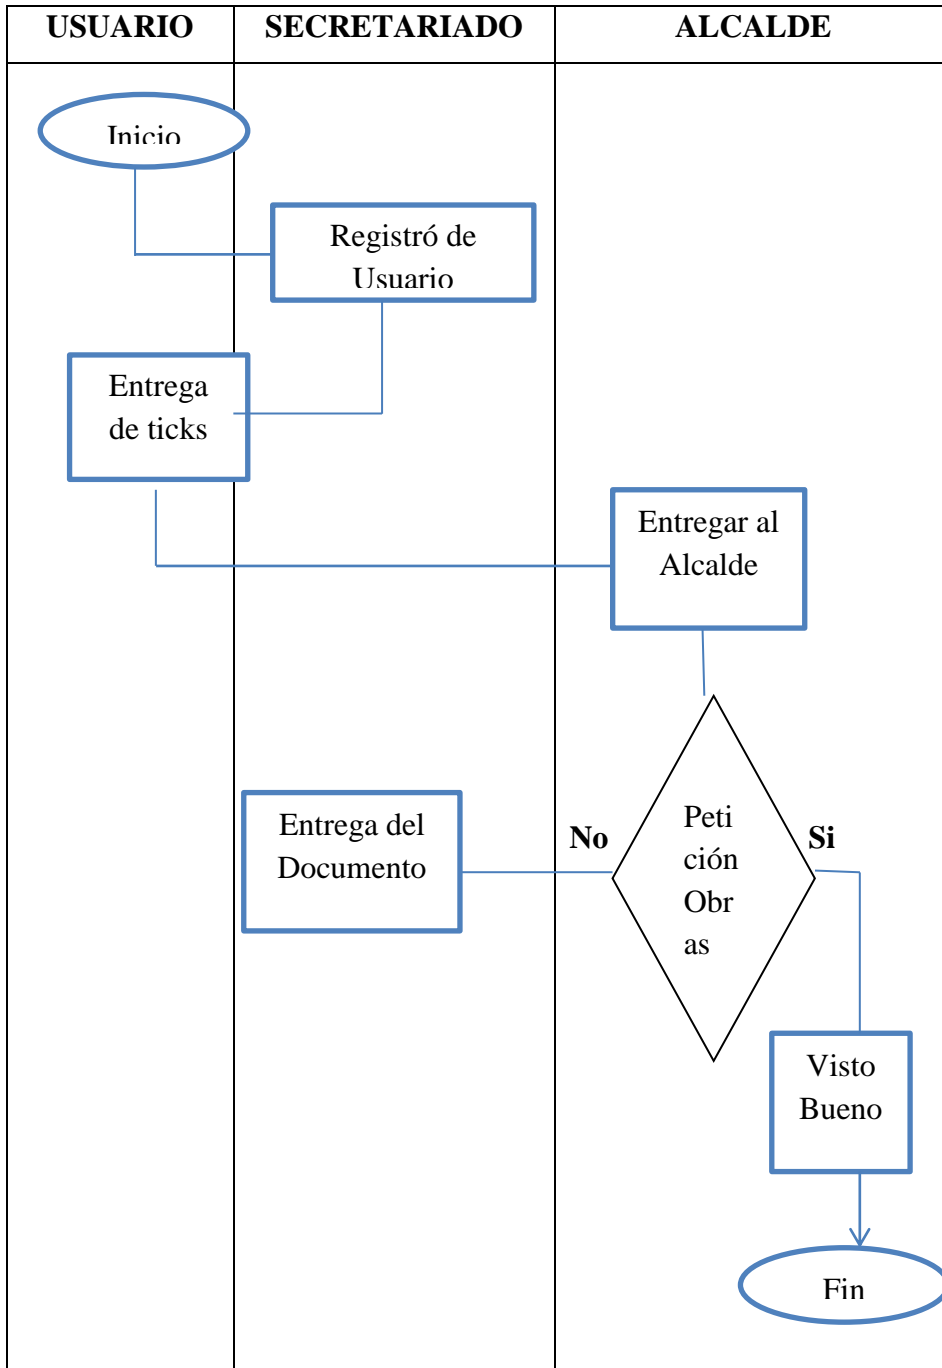 USUARIO
SECRETARIADO
ALCALDE
Inicio
Registró de
Usuario
Entrega
de ticks
Entregar al
Alcalde
Entrega del
Documento
No
Peti
ción
Obr
as
Si
Visto
Bueno
Fin